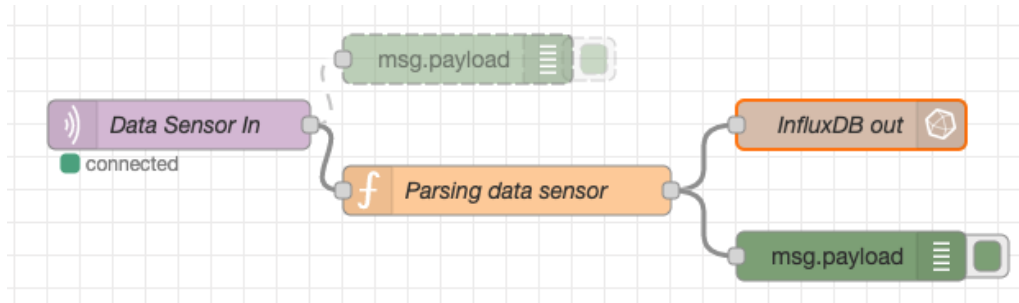 msg.payload
Data Sensor In
InfluxDB out
connected
Parsing data sensor
msg.payload